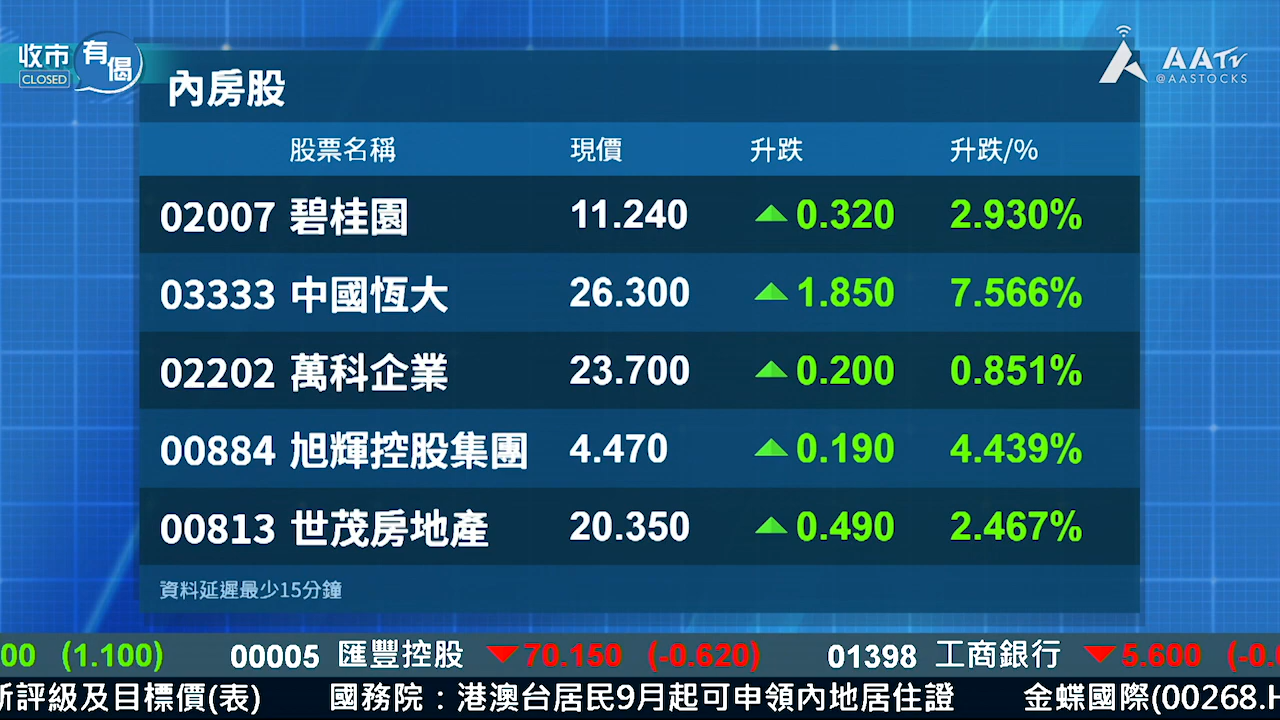 收市
CLOSED
有
偈
AATV
@AASTOCKS
內房股
股票名稱 現價 升跌 升跌/%
02007 碧桂園 11.240 ▲ 0.320 2.930%
03333 中國恆大 26.300 ▲ 1.850 7.566%
02202 萬科企業 23.700 ▲ 0.200 0.851%
00884 旭輝控股集團 4.470 ▲ 0.190 4.439%
00813 世茂房地產 20.350 ▲ 0.490 2.467%
資料延遲最少15分鐘
00 (1.100) 00005 匯豐控股 ▼70.150 (-0.620) 01398 工商銀行 ▼5.600 (-0.
評級及目標價(表) 國務院：港澳台居民9月起可申領內地居住證 金蝶國際(00268.H